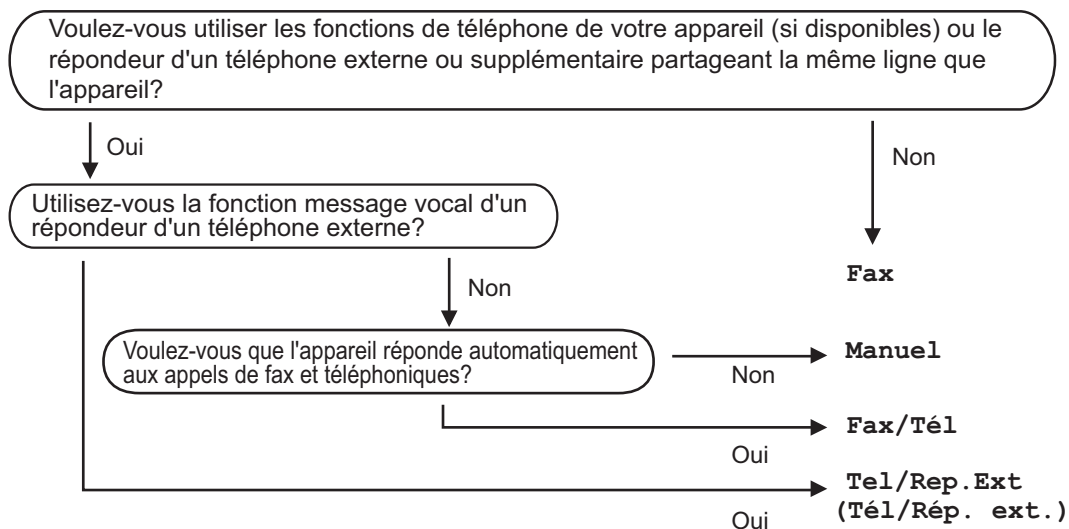 Voulez-vous utiliser les fonctions de téléphone de votre appareil (si disponibles) ou le
répondeur d'un téléphone externe ou supplémentaire partageant la même ligne que
l'appareil?
Oui
Non
Utilisez-vous la fonction message vocal d'un
répondeur d'un téléphone externe?
Fax
Non
Voulez-vous que l'appareil réponde automatiquement
aux appels de fax et téléphoniques?
Non
Manuel
Oui
Fax/Tél
Oui
Tel/Rep.Ext
(Tél/Rép. ext.)